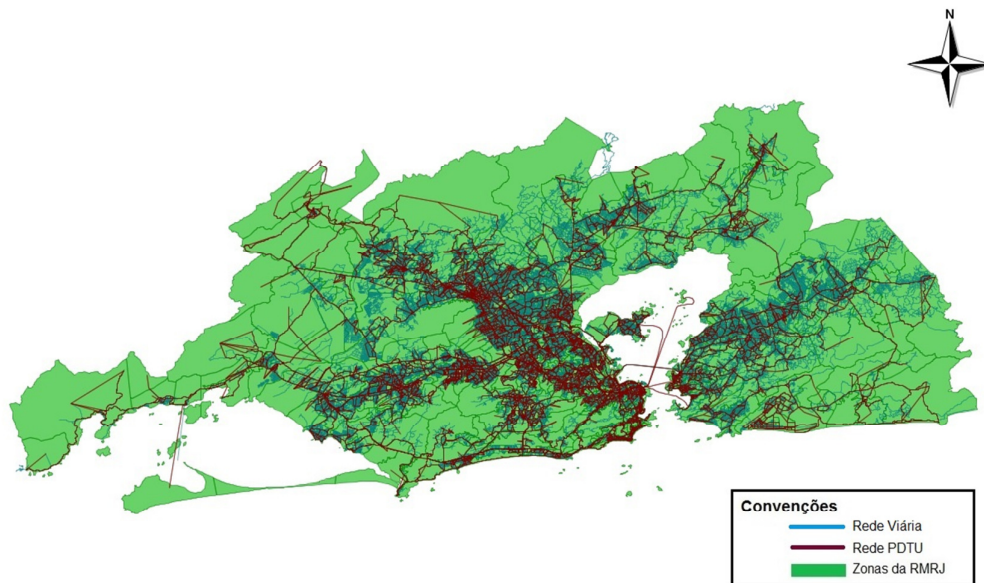 N
Convenções
Rede Viária
Rede PDTU
Zonas da RMRJ